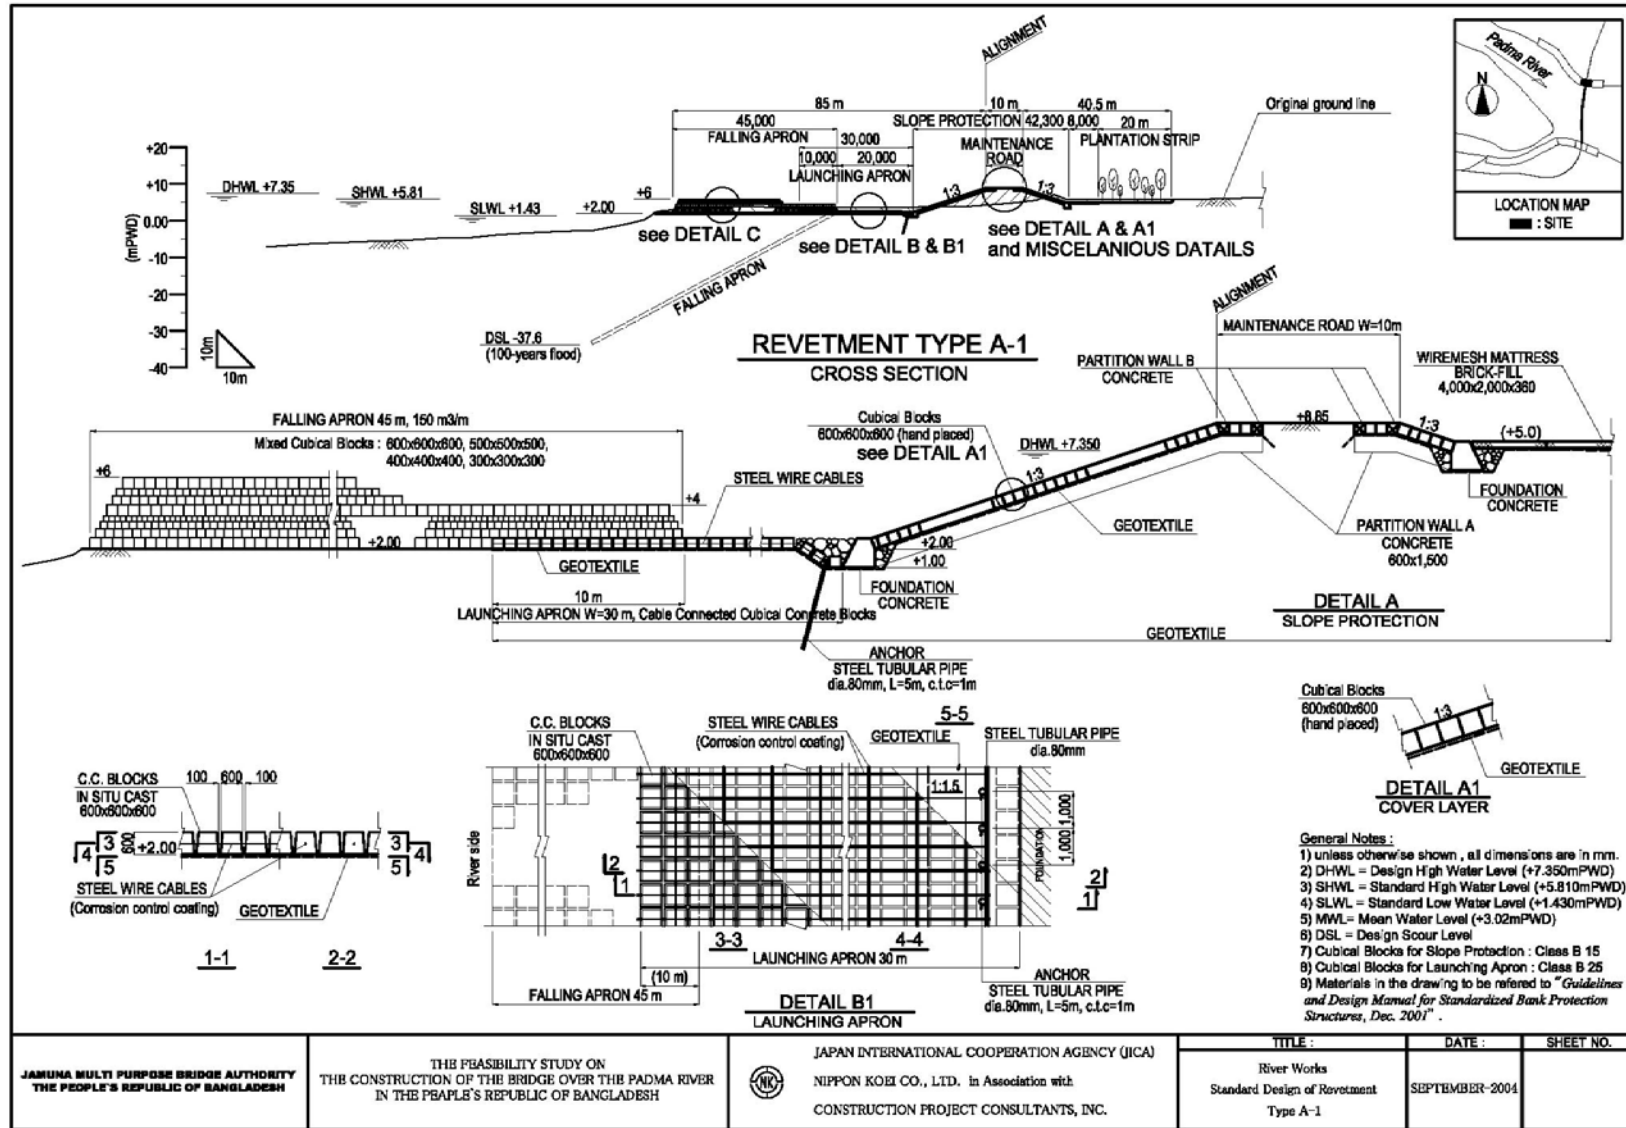 ALIGNMENT
85 m
10 m
40.5 m
45,000
FALLING APRON
SLOPE PROTECTION 42,300
8,000
20 m
PLANTATION STRIP
30,000
10,000
20,000
LAUNCHING APRON
MAINTENANCE
ROAD
Original ground line
+20
+10
0.00
-10
-20
-30
-40
(mPWD)
DHWL +7.35
SHWL +5.81
SLWL +1.43
+6
+2.00
1:3
1:3
see DETAIL C
see DETAIL B & B1
see DETAIL A & A1
and MISCELANIOUS DATAILS
FALLING APRON
DSL -37.6
(100-years flood)
10m
10m
REVETMENT TYPE A-1
CROSS SECTION
Padma River
N
LOCATION MAP
: SITE
ALIGNMENT
MAINTENANCE ROAD W=10m
PARTITION WALL B
CONCRETE
WIREMESH MATTRESS
BRICK-FILL
4,000x2,000x360
FALLING APRON 45 m, 150 m3/m
Mixed Cubical Blocks : 600x600x600, 500x500x500,
400x400x400, 300x300x300
Cubical Blocks
600x600x600 (hand placed)
see DETAIL A1
DHWL +7.350
+8.85
1:3
(+5.0)
+6
STEEL WIRE CABLES
1:3
+4
FOUNDATION
CONCRETE
GEOTEXTILE
PARTITION WALL A
CONCRETE
600x1,500
+2.00
+2.00
+1.00
GEOTEXTILE
FOUNDATION
CONCRETE
10 m
LAUNCHING APRON W=30 m, Cable Connected Cubical Concrete Blocks
DETAIL A
SLOPE PROTECTION
GEOTEXTILE
ANCHOR
STEEL TUBULAR PIPE
dia.80mm, L=5m, c.t.c=1m
C.C. BLOCKS
IN SITU CAST
600x600x600
100
600
100
600
+2.00
3
4
5
3
4
5
STEEL WIRE CABLES
(Corrosion control coating)
GEOTEXTILE
1-1
2-2
C.C. BLOCKS
IN SITU CAST
600x600x600
STEEL WIRE CABLES
(Corrosion control coating)
5-5
GEOTEXTILE
STEEL TUBULAR PIPE
dia.80mm
1:1.5
1,000
1,000
FOUNDATION
River side
2
1
2
1
3-3
4-4
LAUNCHING APRON 30 m
(10 m)
FALLING APRON 45 m
ANCHOR
STEEL TUBULAR PIPE
dia.80mm, L=5m, c.t.c=1m
DETAIL B1
LAUNCHING APRON
Cubical Blocks
600x600x600
(hand placed)
1:3
GEOTEXTILE
DETAIL A1
COVER LAYER
General Notes :
1) unless otherwise shown , all dimensions are in mm.
2) DHWL = Design High Water Level (+7.350mPWD)
3) SHWL = Standard High Water Level (+5.810mPWD)
4) SLWL = Standard Low Water Level (+1.430mPWD)
5) MWL= Mean Water Level (+3.02mPWD)
6) DSL = Design Scour Level
7) Cubical Blocks for Slope Protection : Class B 15
8) Cubical Blocks for Launching Apron : Class B 25
9) Materials in the drawing to be refered to "Guidelines
and Design Manual for Standardized Bank Protection
Structures, Dec. 2001" .
JAMUNA MULTI PURPOSE BRIDGE AUTHORITY
THE PEOPLE'S REPUBLIC OF BANGLADESH
THE FEASIBILITY STUDY ON
THE CONSTRUCTION OF THE BRIDGE OVER THE PADMA RIVER
IN THE PEAPLE'S REPUBLIC OF BANGLADESH
NK
JAPAN INTERNATIONAL COOPERATION AGENCY (JICA)
NIPPON KOEI CO., LTD. in Association with
CONSTRUCTION PROJECT CONSULTANTS, INC.
TITLE :
River Works
Standard Design of Revetment
Type A-1
DATE :
SEPTEMBER-2004
SHEET NO.